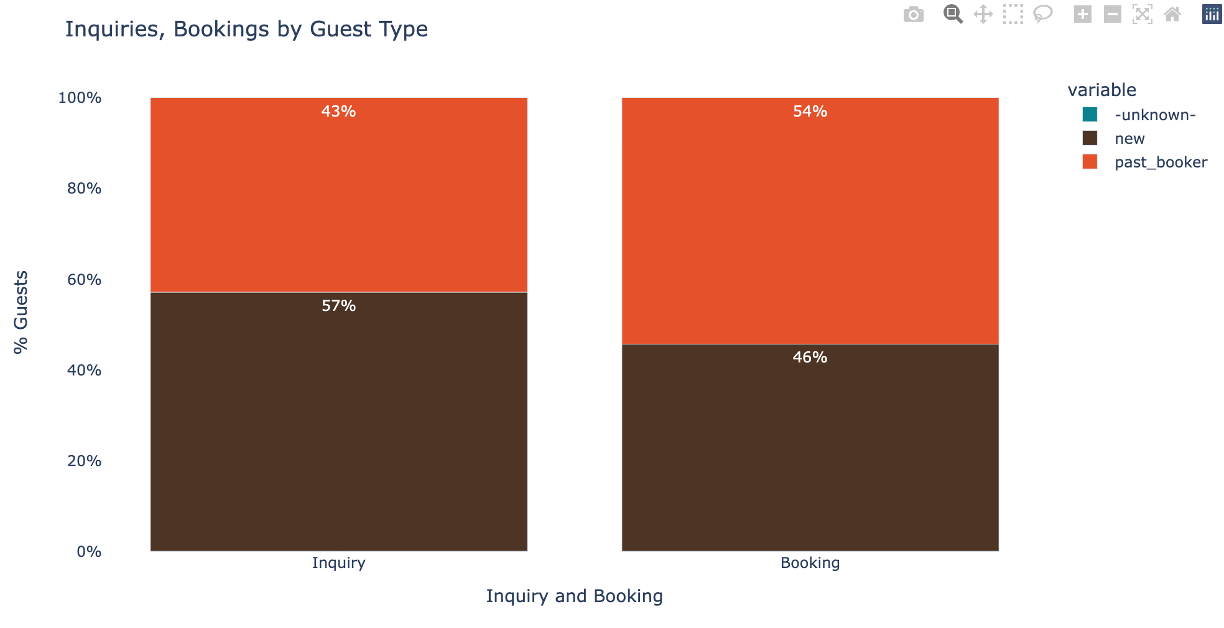 Inquiries, Bookings by Guest Type
variable
-unknown-
new
past_booker
% Guests
100%
80%
60%
40%
20%
0%
43%
57%
54%
46%
Inquiry
Booking
Inquiry and Booking